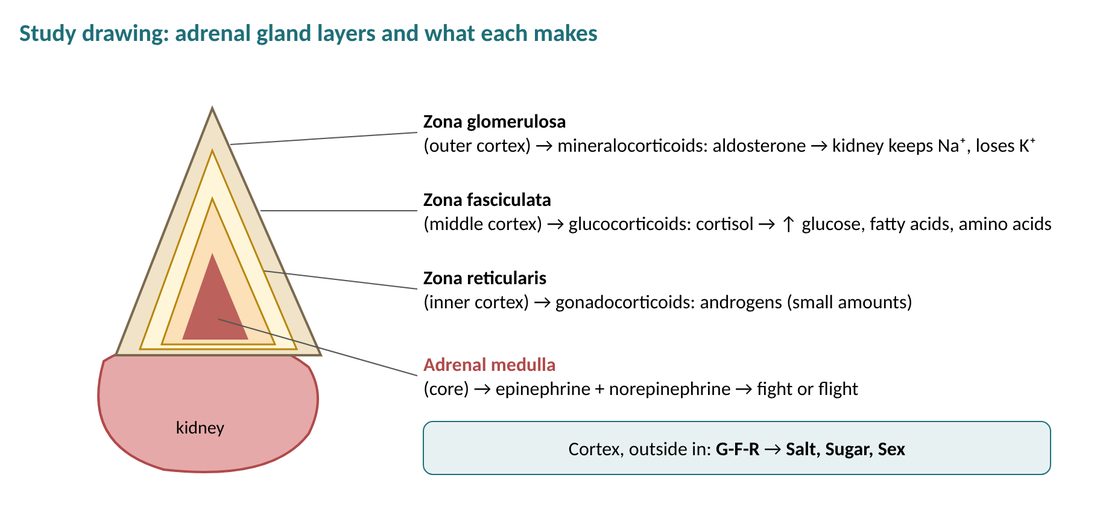 Study drawing: adrenal gland layers and what each makes
Zona glomerulosa
(outer cortex) → mineralocorticoids: aldosterone → kidney keeps Na⁺, loses K⁺
Zona fasciculata
(middle cortex) → glucocorticoids: cortisol → ↑ glucose, fatty acids, amino acids
Zona reticularis
(inner cortex) → gonadocorticoids: androgens (small amounts)
Adrenal medulla
(core) → epinephrine + norepinephrine → fight or flight
kidney
Cortex, outside in: G-F-R → Salt, Sugar, Sex